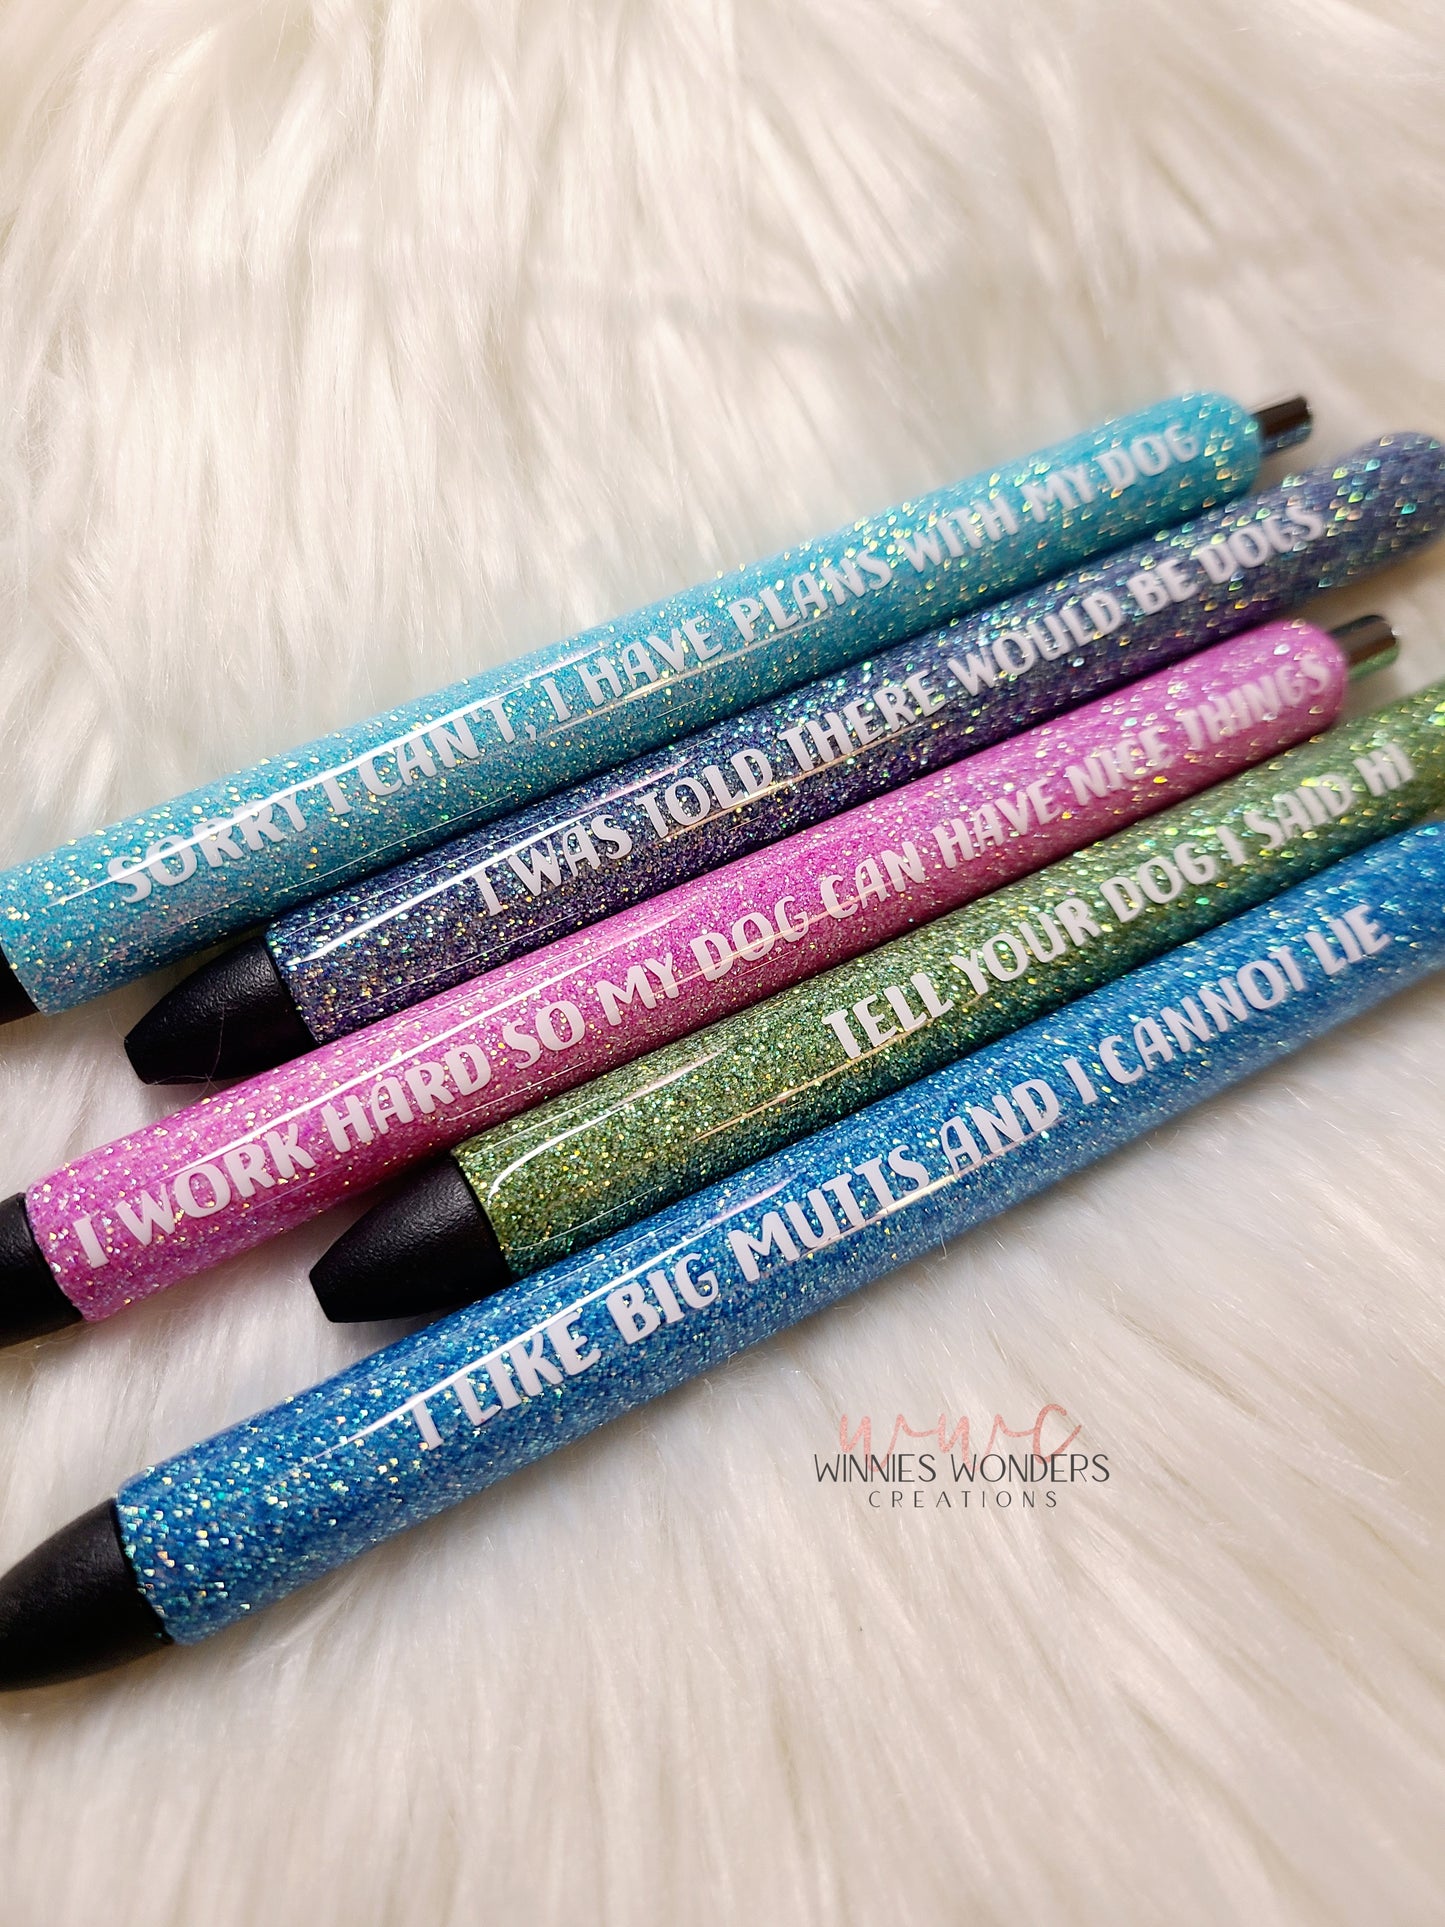 SORRY I CAN'T, I HAVE PLANS WITH MY DOG
I WAS TOLD THERE WOULD BE DOGS
I WORK HARD SO MY DOG CAN HAVE NICE THINGS
TELL YOUR DOG I SAID HI
I LIKE BIG MUTTS AND I CANNOT LIE
wwc
WINNIES WONDERS
CREATIONS